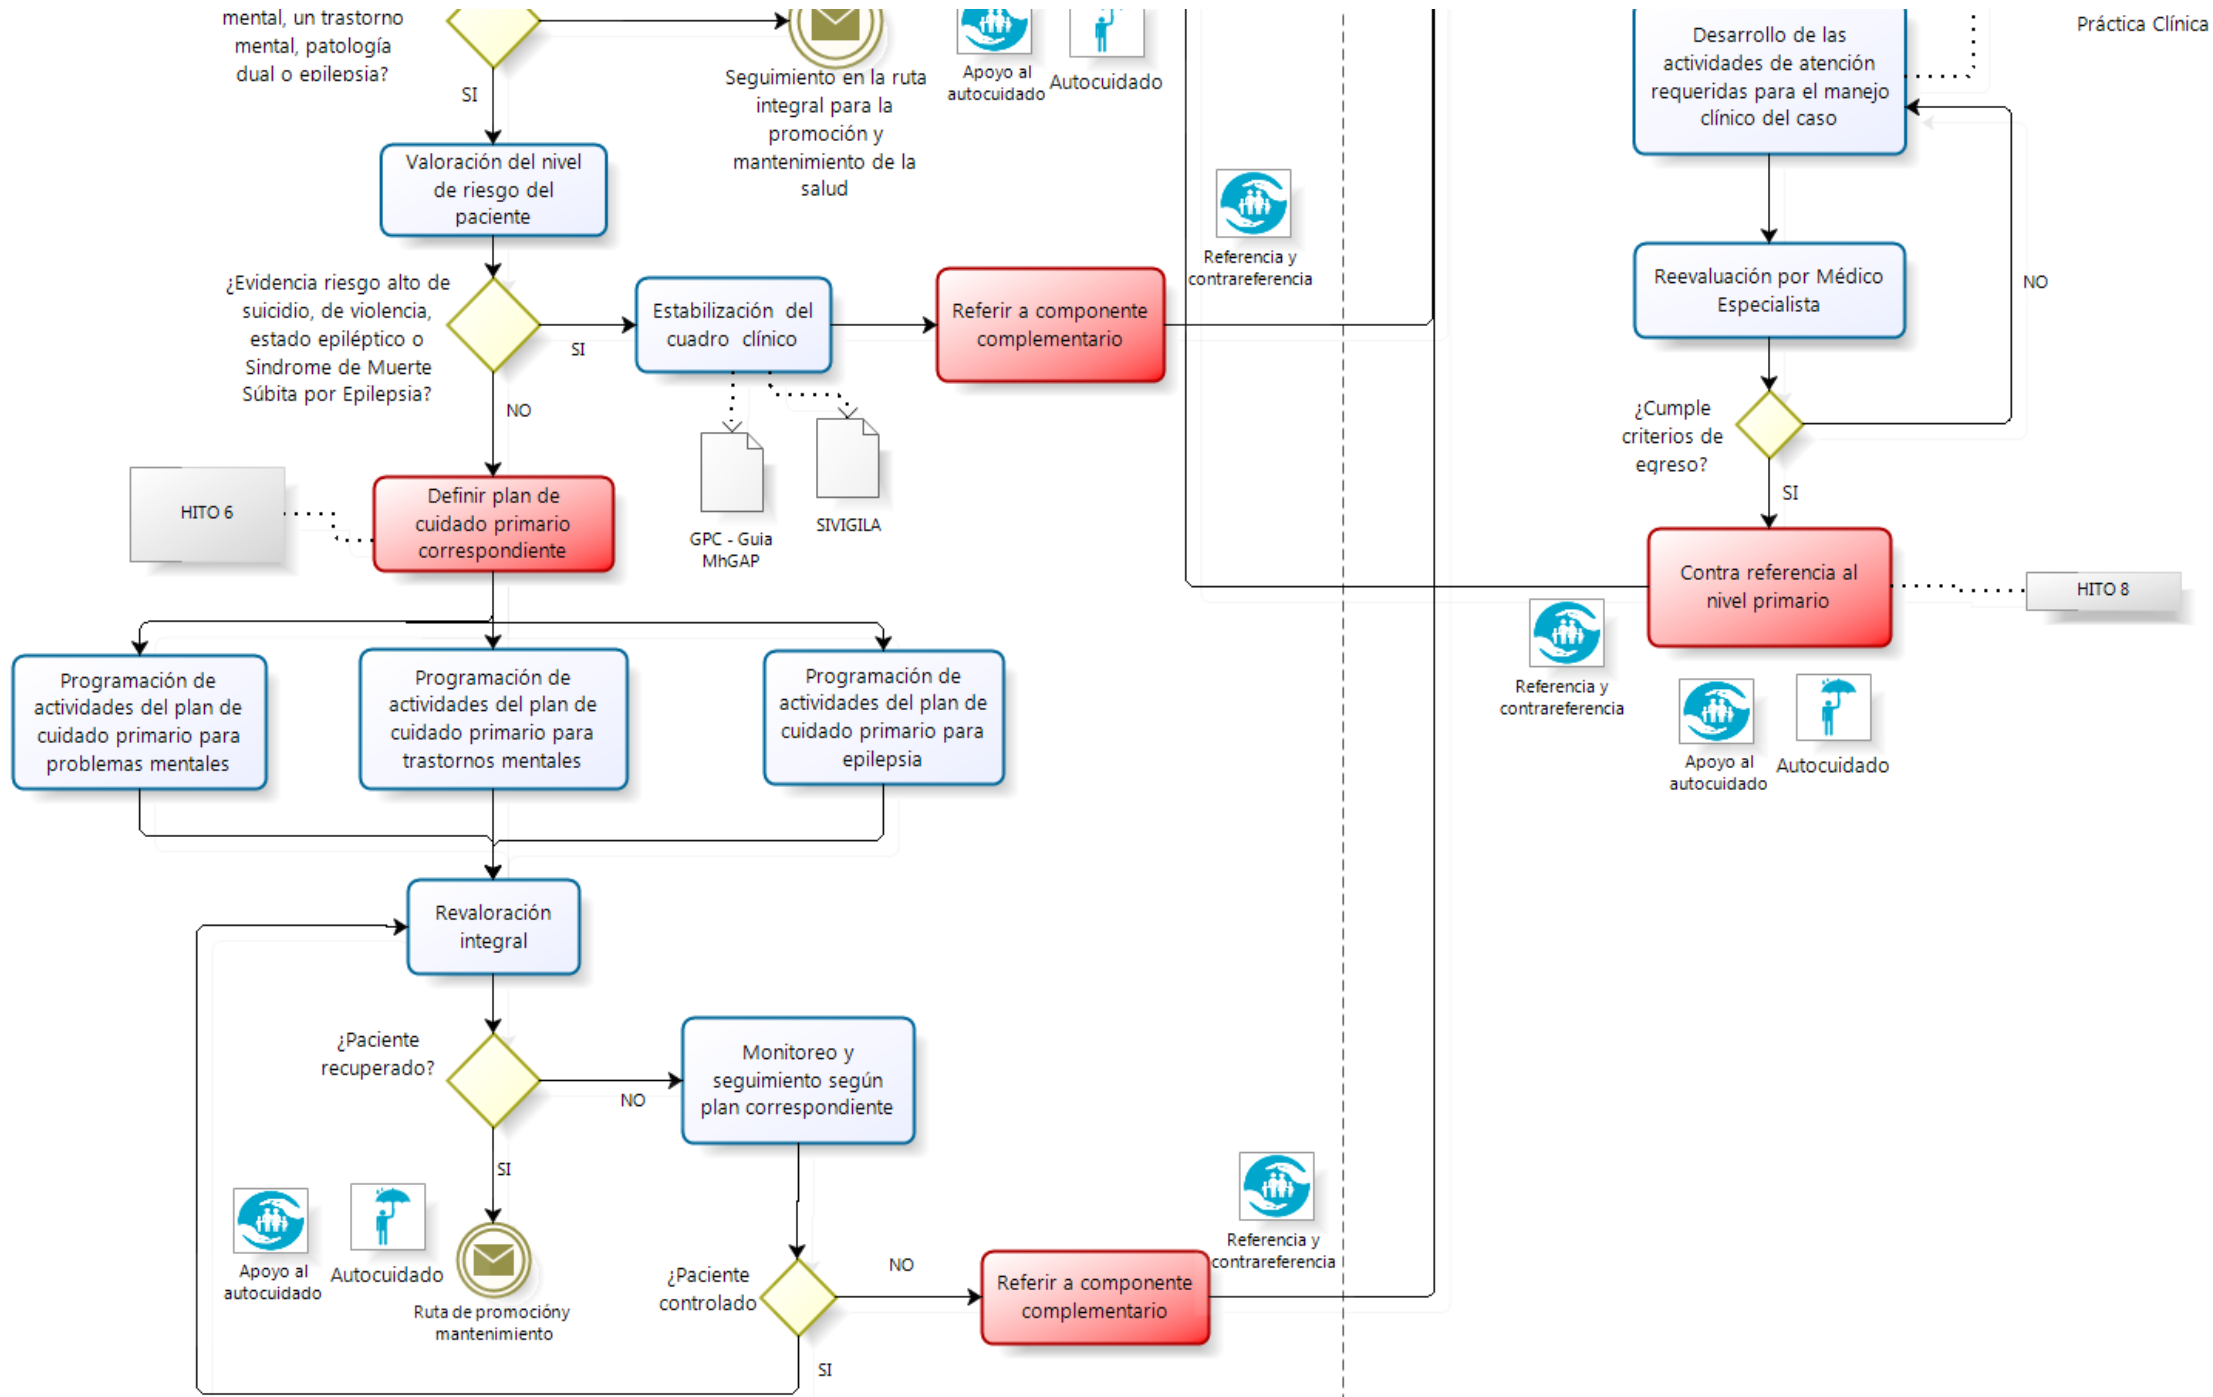 mental, un trastorno
mental, patología
dual o epilepsia?
SI
Seguimiento en la ruta
integral para la
promoción y
mantenimiento de la
salud
Apoyo al
autocuidado
Autocuidado
Valoración del nivel
de riesgo del
paciente
¿Evidencia riesgo alto de
suicidio, de violencia,
estado epiléptico o
Sindrome de Muerte
Súbita por Epilepsia?
SI
NO
Estabilización del
cuadro clínico
Referir a componente
complementario
Referencia y
contrareferencia
GPC - Guia
MhGAP
SIVIGILA
HITO 6
Definir plan de
cuidado primario
correspondiente
Programación de
actividades del plan de
cuidado primario para
problemas mentales
Programación de
actividades del plan de
cuidado primario para
trastornos mentales
Programación de
actividades del plan de
cuidado primario para
epilepsia
Revaloración
integral
¿Paciente
recuperado?
NO
SI
Monitoreo y
seguimiento según
plan correspondiente
Apoyo al
autocuidado
Autocuidado
Ruta de promocióny
mantenimiento
¿Paciente
controlado
NO
SI
Referir a componente
complementario
Referencia y
contrareferencia
Práctica Clínica
Desarrollo de las
actividades de atención
requeridas para el manejo
clínico del caso
Reevaluación por Médico
Especialista
NO
¿Cumple
criterios de
egreso?
SI
Contra referencia al
nivel primario
HITO 8
Referencia y
contrareferencia
Apoyo al
autocuidado
Autocuidado